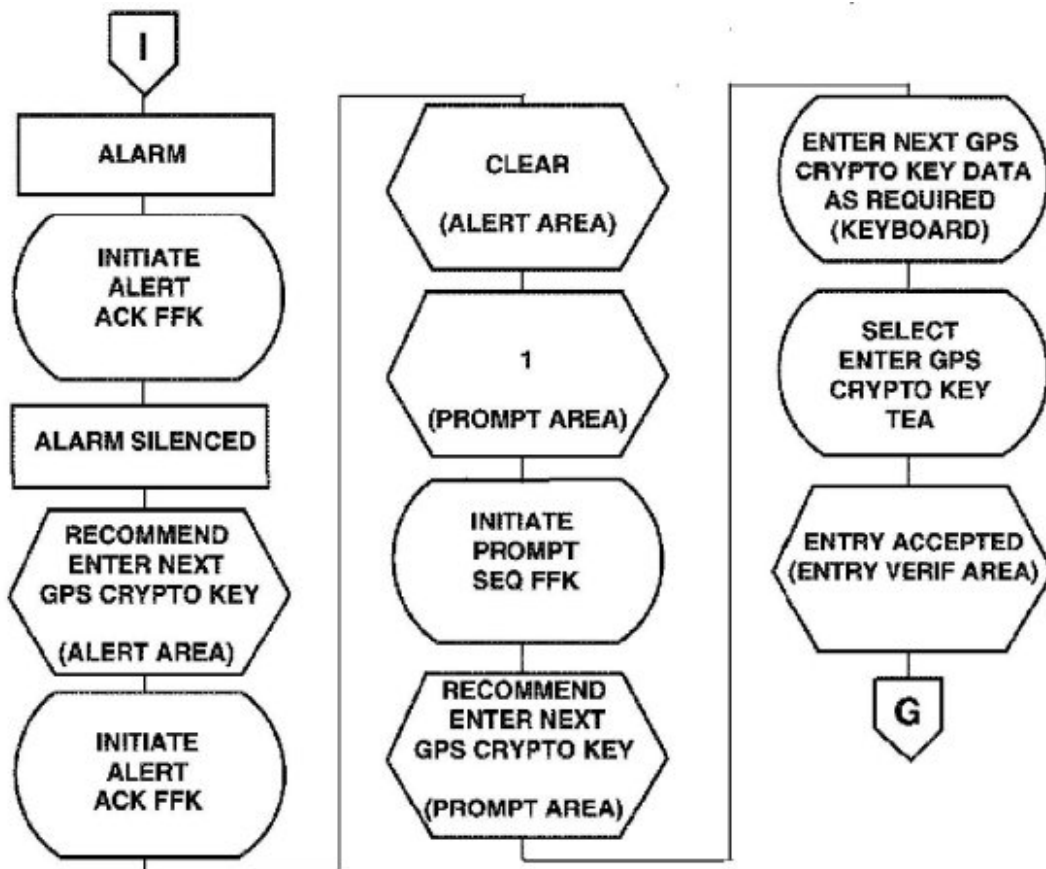 I
ALARM
INITIATE
ALERT
ACK FFK
ALARM SILENCED
RECOMMEND
ENTER NEXT
GPS CRYPTO KEY
(ALERT AREA)
INITIATE
ALERT
ACK FFK
CLEAR
(ALERT AREA)
1
(PROMPT AREA)
INITIATE
PROMPT
SEQ FFK
RECOMMEND
ENTER NEXT
GPS CRYPTO KEY
(PROMPT AREA)
ENTER NEXT GPS
CRYPTO KEY DATA
AS REQUIRED
(KEYBOARD)
SELECT
ENTER GPS
CRYPTO KEY
TEA
ENTRY ACCEPTED
(ENTRY VERIF AREA)
G